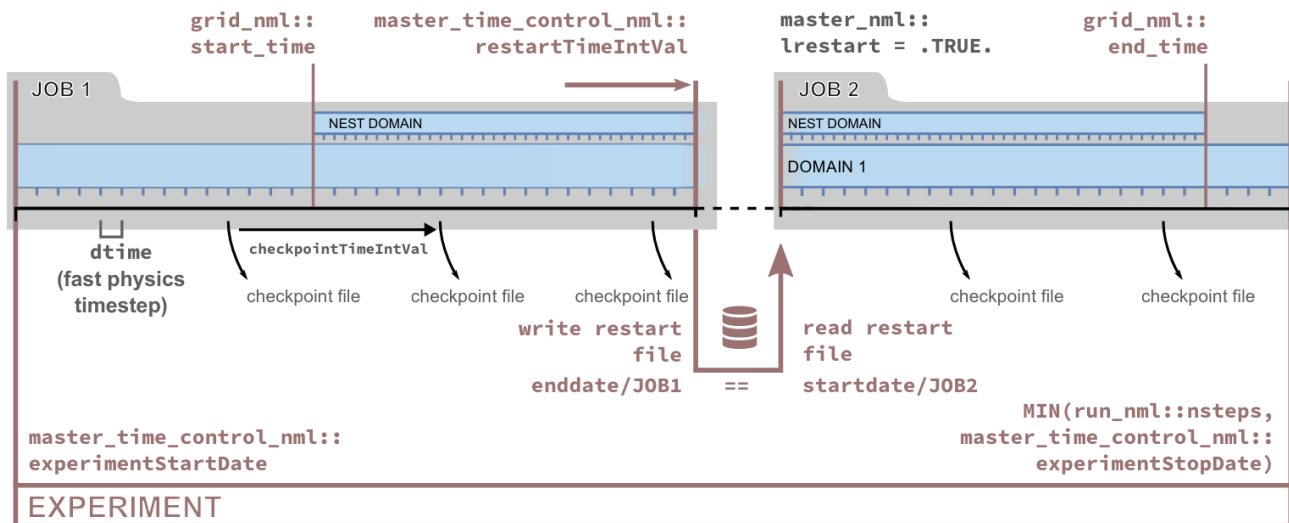 grid_nml::
start_time
master_time_control_nml::
restartTimeIntVal
master_nml::
lrestart = .TRUE.
grid_nml::
end_time
JOB 1
JOB 2
NEST DOMAIN
NEST DOMAIN
DOMAIN 1
dtime
(fast physics
timestep)
checkpointTimeIntVal
checkpoint file
checkpoint file
checkpoint file
checkpoint file
checkpoint file
write restart
file
enddate/JOB1
==
read restart
file
startdate/JOB2
master_time_control_nml::
experimentStartDate
MIN(run_nml::nsteps,
master_time_control_nml::
experimentStopDate)
EXPERIMENT